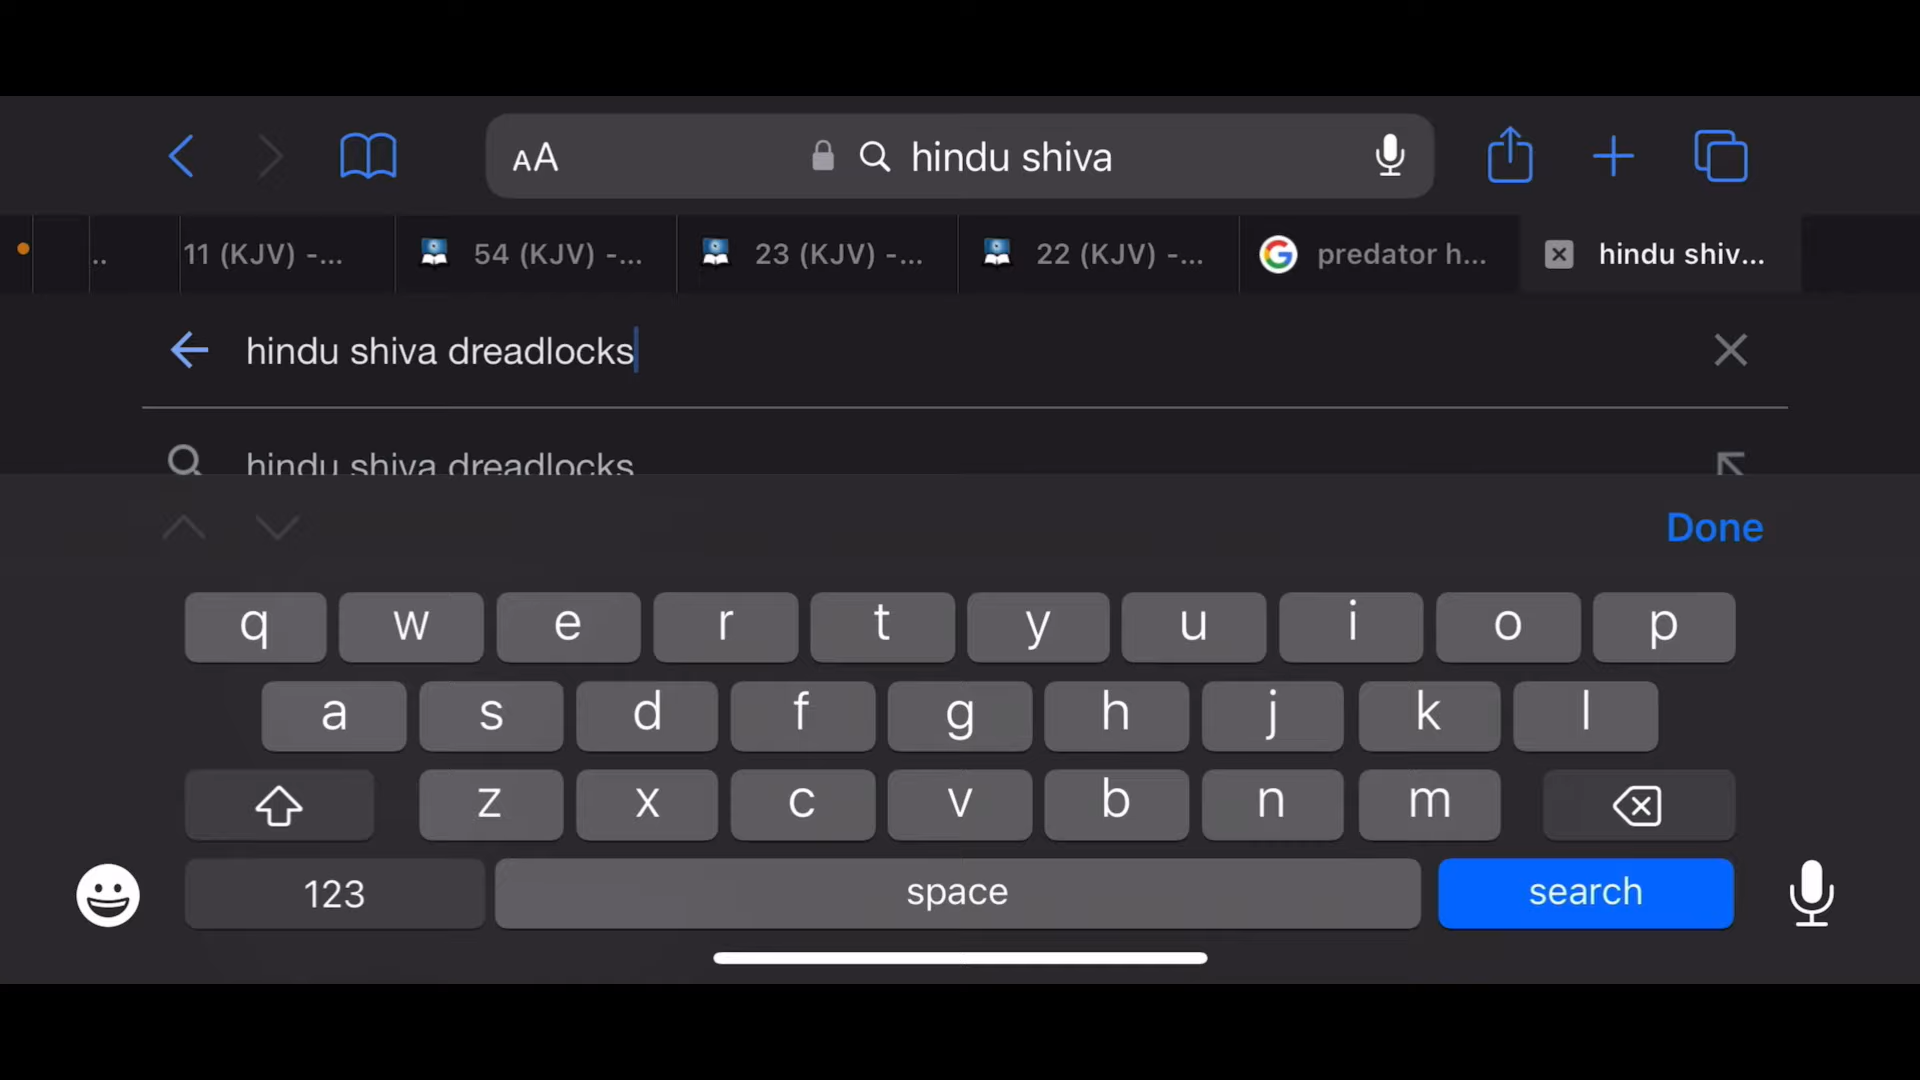 AA hindu shiva
.. 11 (KJV) -... 54 (KJV) -... 23 (KJV) -... 22 (KJV) -... predator h... hindu shiv...
hindu shiva dreadlocks
hindu shiva dreadlocks
Done
q w e r t y u i o p
a s d f g h j k l
z x c v b n m
123 space search